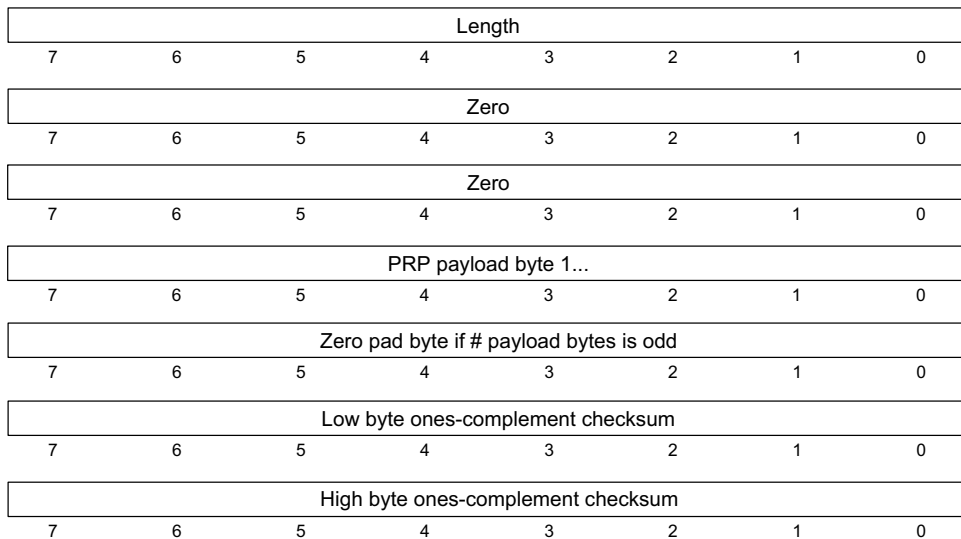 Length
7 6 5 4 3 2 1 0
Zero
7 6 5 4 3 2 1 0
Zero
7 6 5 4 3 2 1 0
PRP payload byte 1...
7 6 5 4 3 2 1 0
Zero pad byte if # payload bytes is odd
7 6 5 4 3 2 1 0
Low byte ones-complement checksum
7 6 5 4 3 2 1 0
High byte ones-complement checksum
7 6 5 4 3 2 1 0